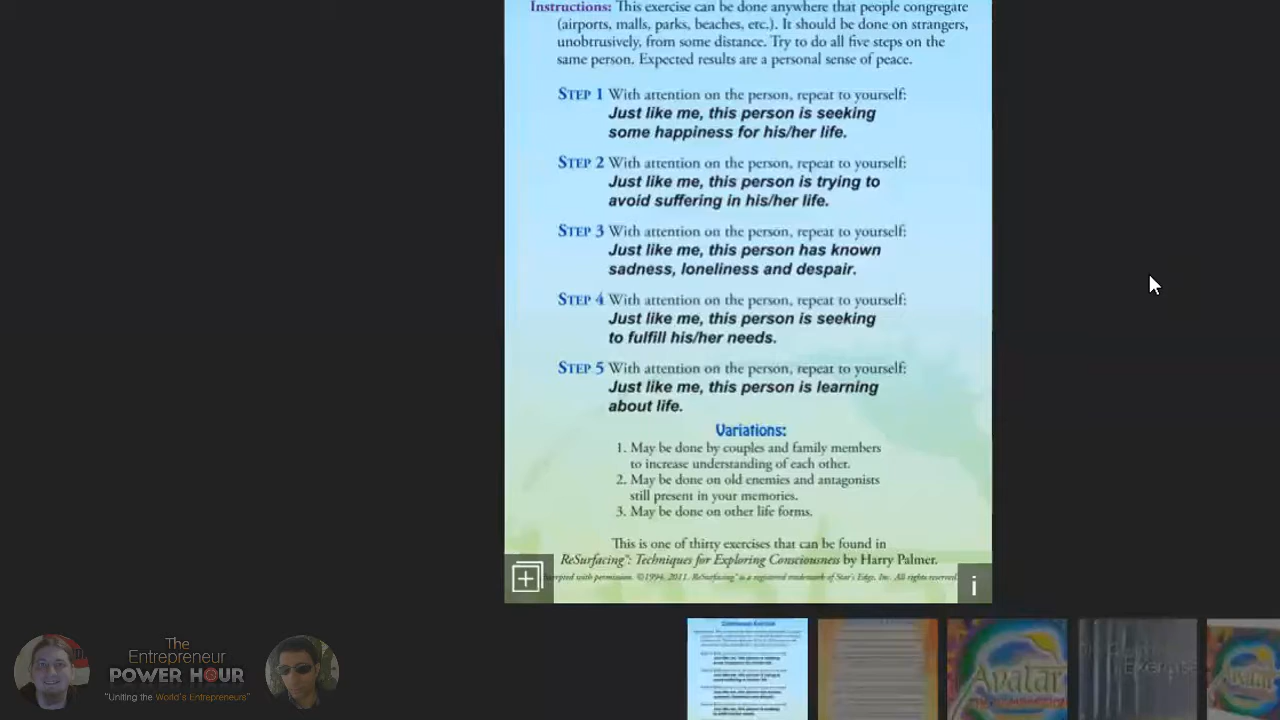 Instructions: This exercise can be done anywhere that people congregate
(airports, malls, parks, beaches, etc.). It should be done on strangers,
unobtrusively, from some distance. Try to do all five steps on the
same person. Expected results are a personal sense of peace.
STEP 1 With attention on the person, repeat to yourself:
Just like me, this person is seeking
some happiness for his/her life.
STEP 2 With attention on the person, repeat to yourself:
Just like me, this person is trying to
avoid suffering in his/her life.
STEP 3 With attention on the person, repeat to yourself:
Just like me, this person has known
sadness, loneliness and despair.
STEP 4 With attention on the person, repeat to yourself:
Just like me, this person is seeking
to fulfill his/her needs.
STEP 5 With attention on the person, repeat to yourself:
Just like me, this person is learning
about life.
Variations:
1. May be done by couples and family members
to increase understanding of each other.
2. May be done on old enemies and antagonists
still present in your memories.
3. May be done on other life forms.
This is one of thirty exercises that can be found in
ReSurfacing®: Techniques for Exploring Consciousness by Harry Palmer.
with permission. ©1994, 2011. ReSurfacing® is a registered trademark of Star's Edge, Inc. All rights reserved.
i
The
Entrepreneur
POWER HOUR
"Uniting the World's Entrepreneurs"